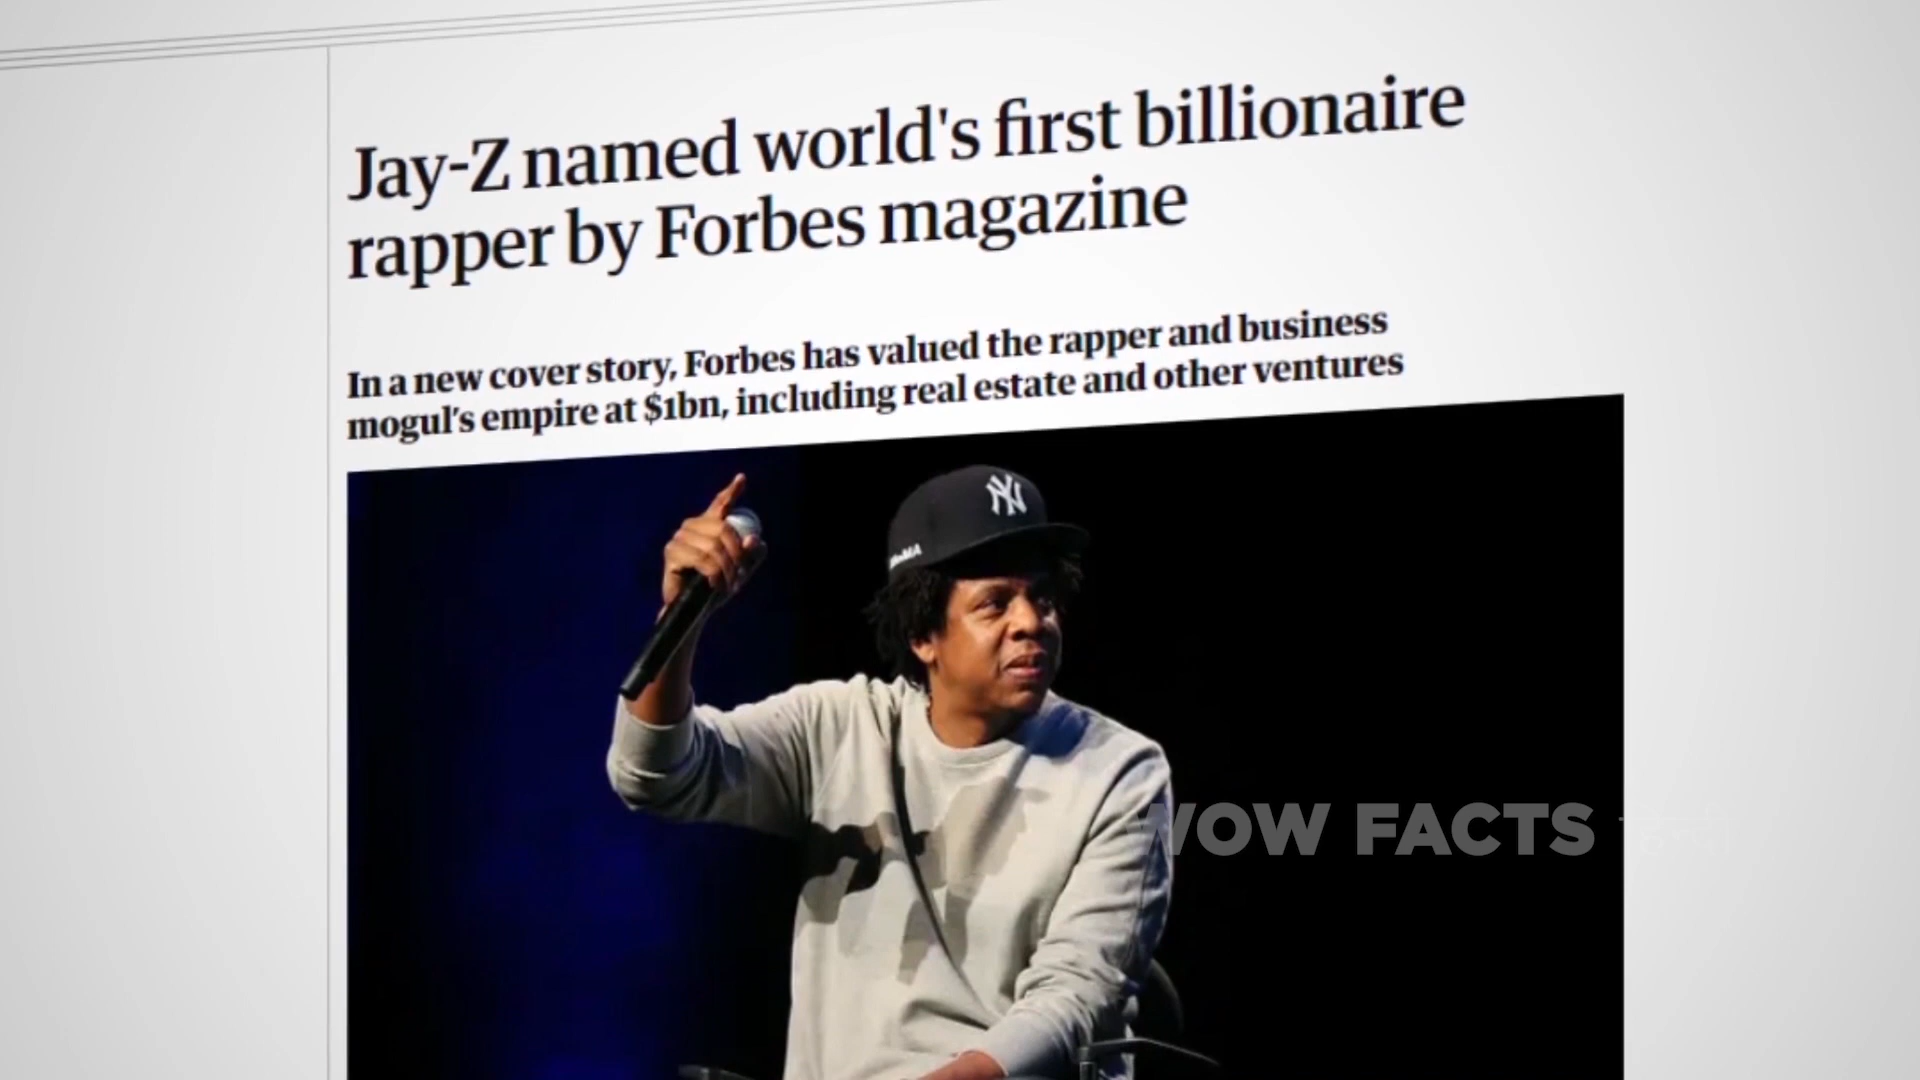 Jay-Z named world's first billionaire
rapper by Forbes magazine
In a new cover story, Forbes has valued the rapper and business
mogul's empire at $1bn, including real estate and other ventures
NY
WOW FACTS